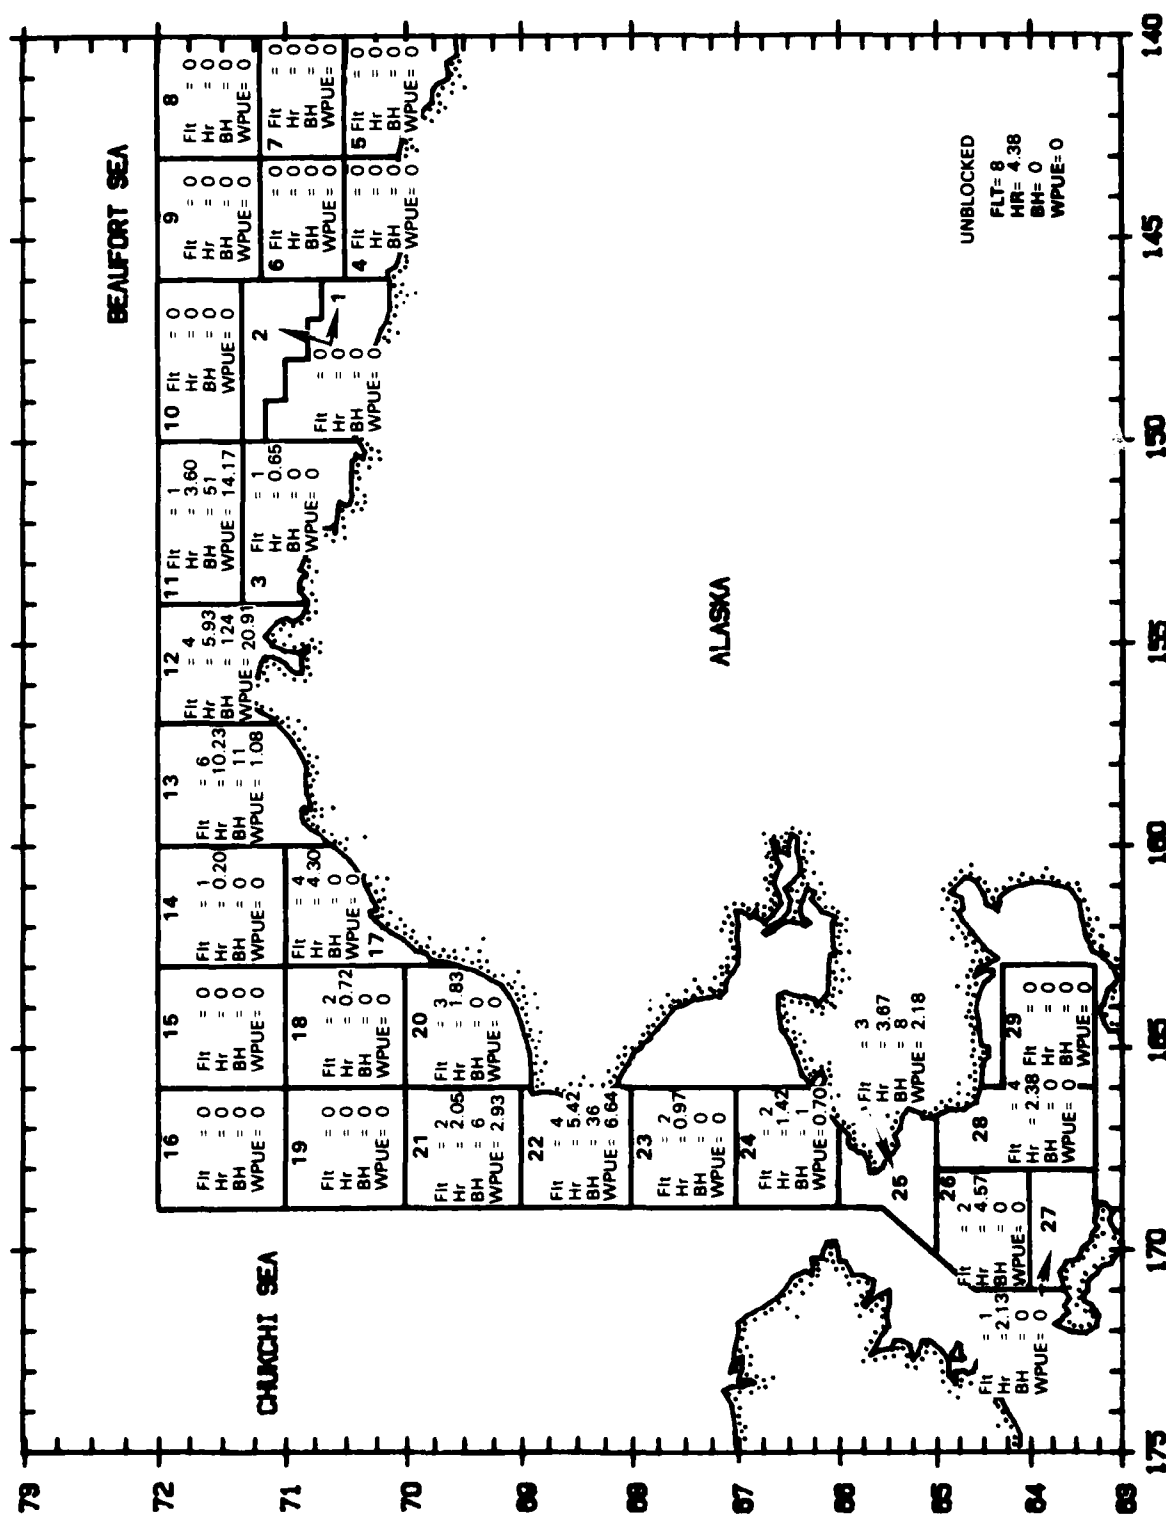 CHUKCHI SEA
BEAUFORT SEA
ALASKA
16
Flt = 0
Hr = 0
BH = 0
WPUE = 0
15
Flt = 0
Hr = 0
BH = 0
WPUE = 0
14
Flt = 1
Hr = 0.20
BH = 0
WPUE = 0
13
Flt = 6
Hr = 10.23
BH = 11
WPUE = 1.08
12
Flt = 4
Hr = 5.93
BH = 124
WPUE = 20.91
11
Flt = 1
Hr = 3.60
BH = 51
WPUE = 14.17
10
Flt = 0
Hr = 0
BH = 0
WPUE = 0
9
Flt = 0
Hr = 0
BH = 0
WPUE = 0
8
Flt = 0
Hr = 0
BH = 0
WPUE = 0
19
Flt = 0
Hr = 0
BH = 0
WPUE = 0
18
Flt = 2
Hr = 0.72
BH = 0
WPUE = 0
Flt = 4
Hr = 4.30
BH = 0
17 WPUE = 0
3
Flt = 1
Hr = 0.65
BH = 0
WPUE = 0
2
1
Flt = 0
Hr = 0
BH = 0
WPUE = 0
6 Flt = 0
Hr = 0
BH = 0
WPUE = 0
7 Flt = 0
Hr = 0
BH = 0
WPUE = 0
4 Flt = 0
Hr = 0
BH = 0
WPUE = 0
5 Flt = 0
Hr = 0
BH = 0
WPUE = 0
21
Flt = 2
Hr = 2.05
BH = 6
WPUE = 2.93
20
Flt = 3
Hr = 1.83
BH = 0
WPUE = 0
22
Flt = 4
Hr = 5.42
BH = 36
WPUE = 6.64
23
Flt = 2
Hr = 0.97
BH = 0
WPUE = 0
24
Flt = 2
Hr = 1.42
BH = 1
WPUE = 0.70
25
Flt = 3
Hr = 3.67
BH = 8
WPUE = 2.18
26
Flt = 2
Hr = 4.57
BH = 0
WPUE = 0
28
Flt = 4
Hr = 2.38
BH = 0
WPUE = 0
29
Flt = 0
Hr = 0
BH = 0
WPUE = 0
27
Flt = 1
Hr = 2.13
BH = 0
WPUE = 0
UNBLOCKED
FLT = 8
HR = 4.38
BH = 0
WPUE = 0
73
71
70
69
67
66
65
64
63
175 170 165 160 155 150 145 140